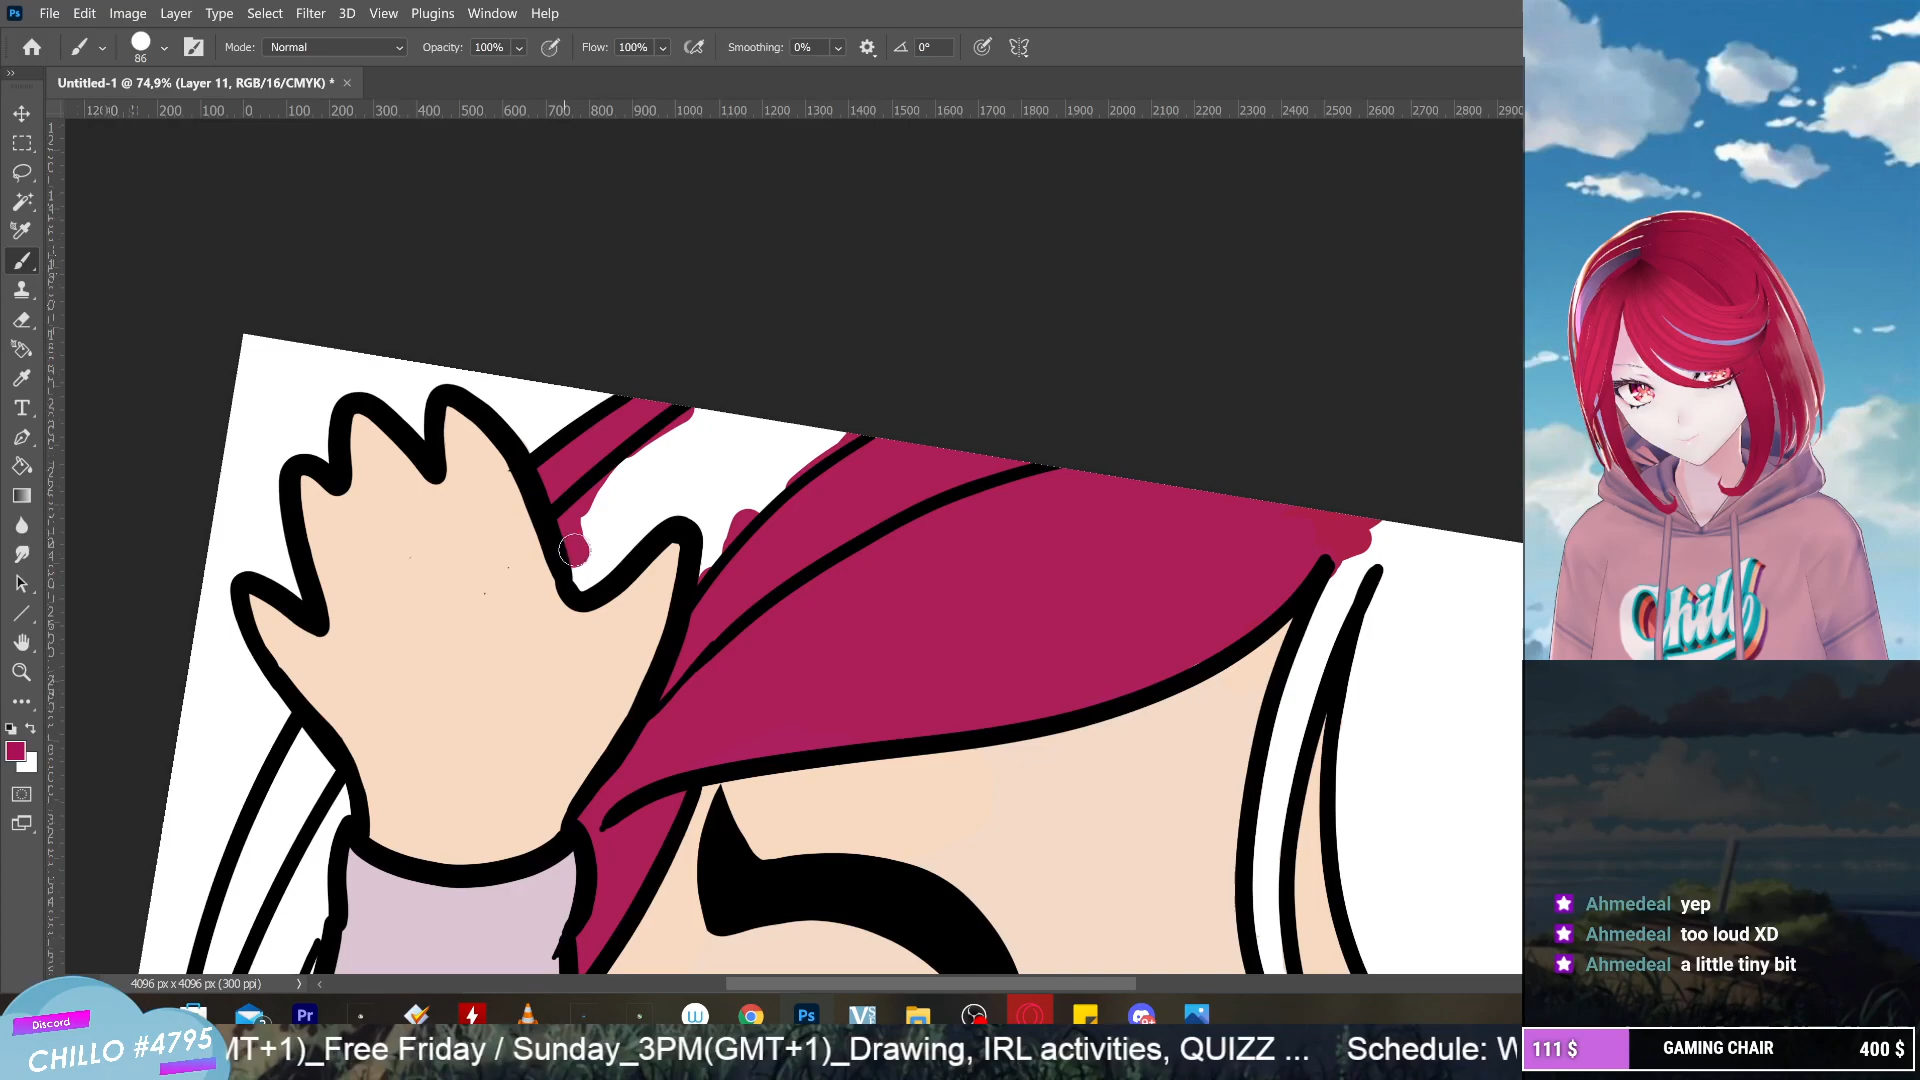 Ps File Edit Image Layer Type Select Filter 3D View Plugins Window Help
86 Mode: Normal Opacity: 100% Flow: 100% Smoothing: 0% 0°
Untitled-1 @ 74,9% (Layer 11, RGB/16/CMYK) * ×
200 100 0 100 200 300 400 500 600 700 800 900 1000 1100 1200 1300 1400 1500 1600 1700 1800 1900 2000 2100 2200 2300 2400 2500 2600 2700 2800 2900
Chill
Ahmedeal yep
Ahmedeal too loud XD
Ahmedeal a little tiny bit
4096 px x 4096 px (300 ppi)
Pr Ps
Discord
CHILLO #4795
MT+1)_Free Friday / Sunday_3PM(GMT+1)_Drawing, IRL activities, QUIZZ ... Schedule: W
111 $ GAMING CHAIR 400 $